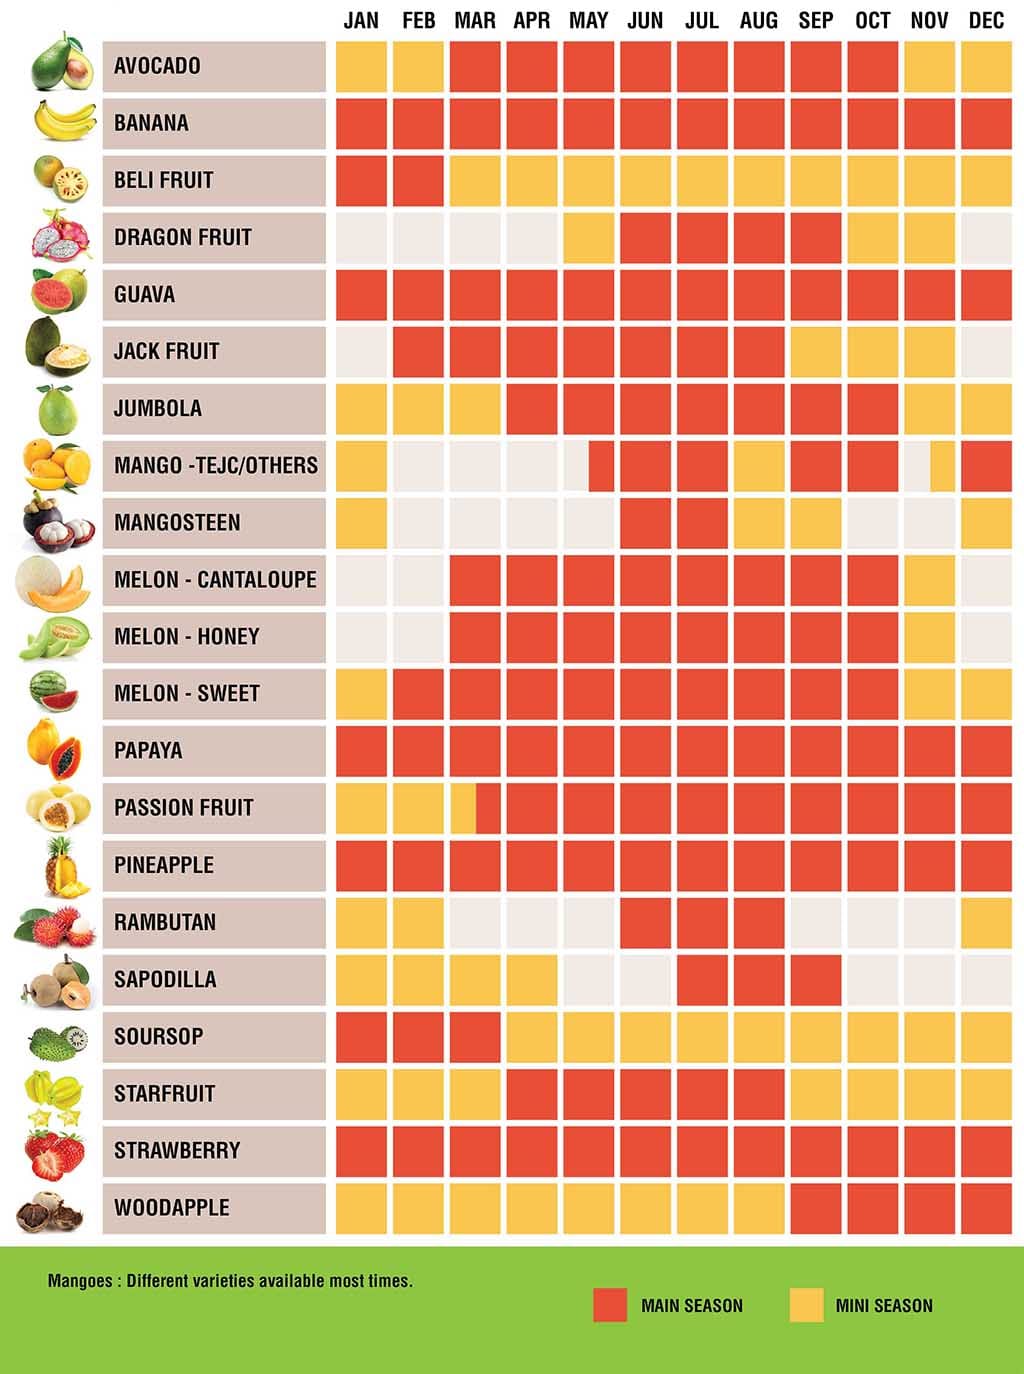 JAN FEB MAR APR MAY JUN JUL AUG SEP OCT NOV DEC
AVOCADO
BANANA
BELI FRUIT
DRAGON FRUIT
GUAVA
JACK FRUIT
JUMBOLA
MANGO -TEJC/OTHERS
MANGOSTEEN
MELON - CANTALOUPE
MELON - HONEY
MELON - SWEET
PAPAYA
PASSION FRUIT
PINEAPPLE
RAMBUTAN
SAPODILLA
SOURSOP
STARFRUIT
STRAWBERRY
WOODAPPLE
Mangoes : Different varieties available most times.
MAIN SEASON MINI SEASON